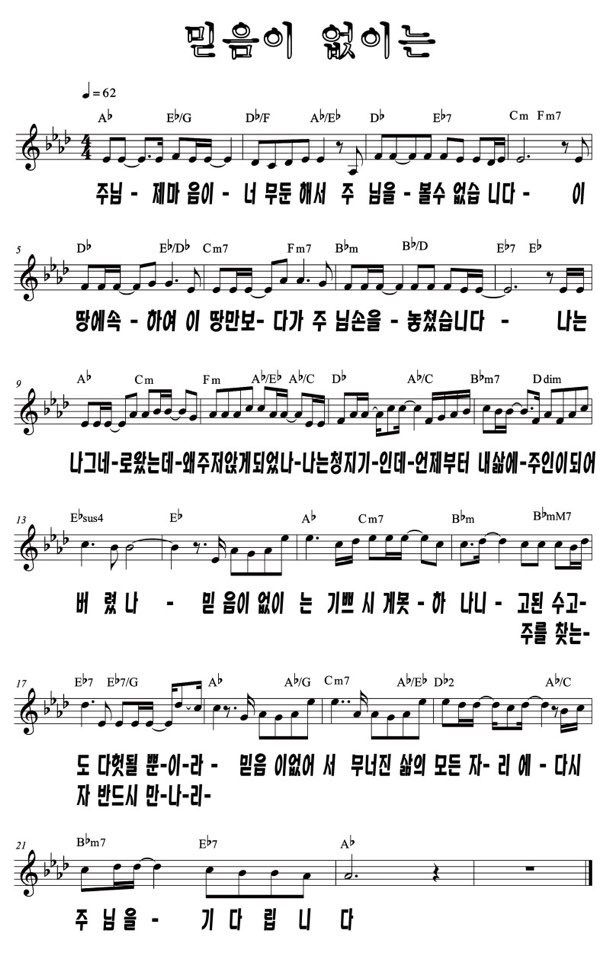 믿음이 없이는
♩= 62
A♭ E♭/G D♭/F A♭/E♭ D♭ E♭7 Cm Fm7
주님- 제마 음이- 너 무둔 해서 주 님을- 볼수 없습 니다- 이
5 D♭ E♭/D♭ Cm7 Fm7 B♭m B♭/D E♭7 E♭
땅에속- 하여 이 땅만보- 다가 주 님손을- 놓쳤습니다 - 나는
9 A♭ Cm Fm A♭/E♭ A♭/C D♭ A♭/C B♭m7 Ddim
나그네-로왔는데-왜주저앉게되었나-나는청지기-인데-언제부터 내삶에-주인이되어
13 E♭sus4 E♭ A♭ Cm7 B♭m B♭mM7
버 렸나 - 믿 음이 없이 는 기쁘 시 게못-하 나니- 고된 수고-
주를 찾는-
17 E♭7 E♭7/G A♭ A♭/G Cm7 A♭/E♭ D♭2 A♭/C
도 다헛될 뿐-이-라- 믿음 이없어 서 무너진 삶의 모든 자-리 에-다시
자 반드시 만-나-리-
21 B♭m7 E♭7 A♭
주 님을- 기 다 립 니 다